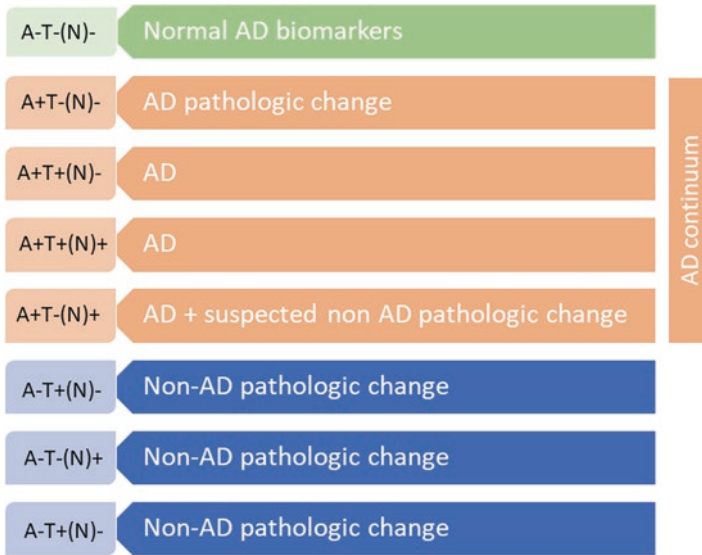 A-T-(N)- Normal AD biomarkers
A+T-(N)- AD pathologic change
A+T+(N)- AD
A+T+(N)+ AD
A+T-(N)+ AD + suspected non AD pathologic change
A-T+(N)- Non-AD pathologic change
A-T-(N)+ Non-AD pathologic change
A-T+(N)- Non-AD pathologic change
AD continuum